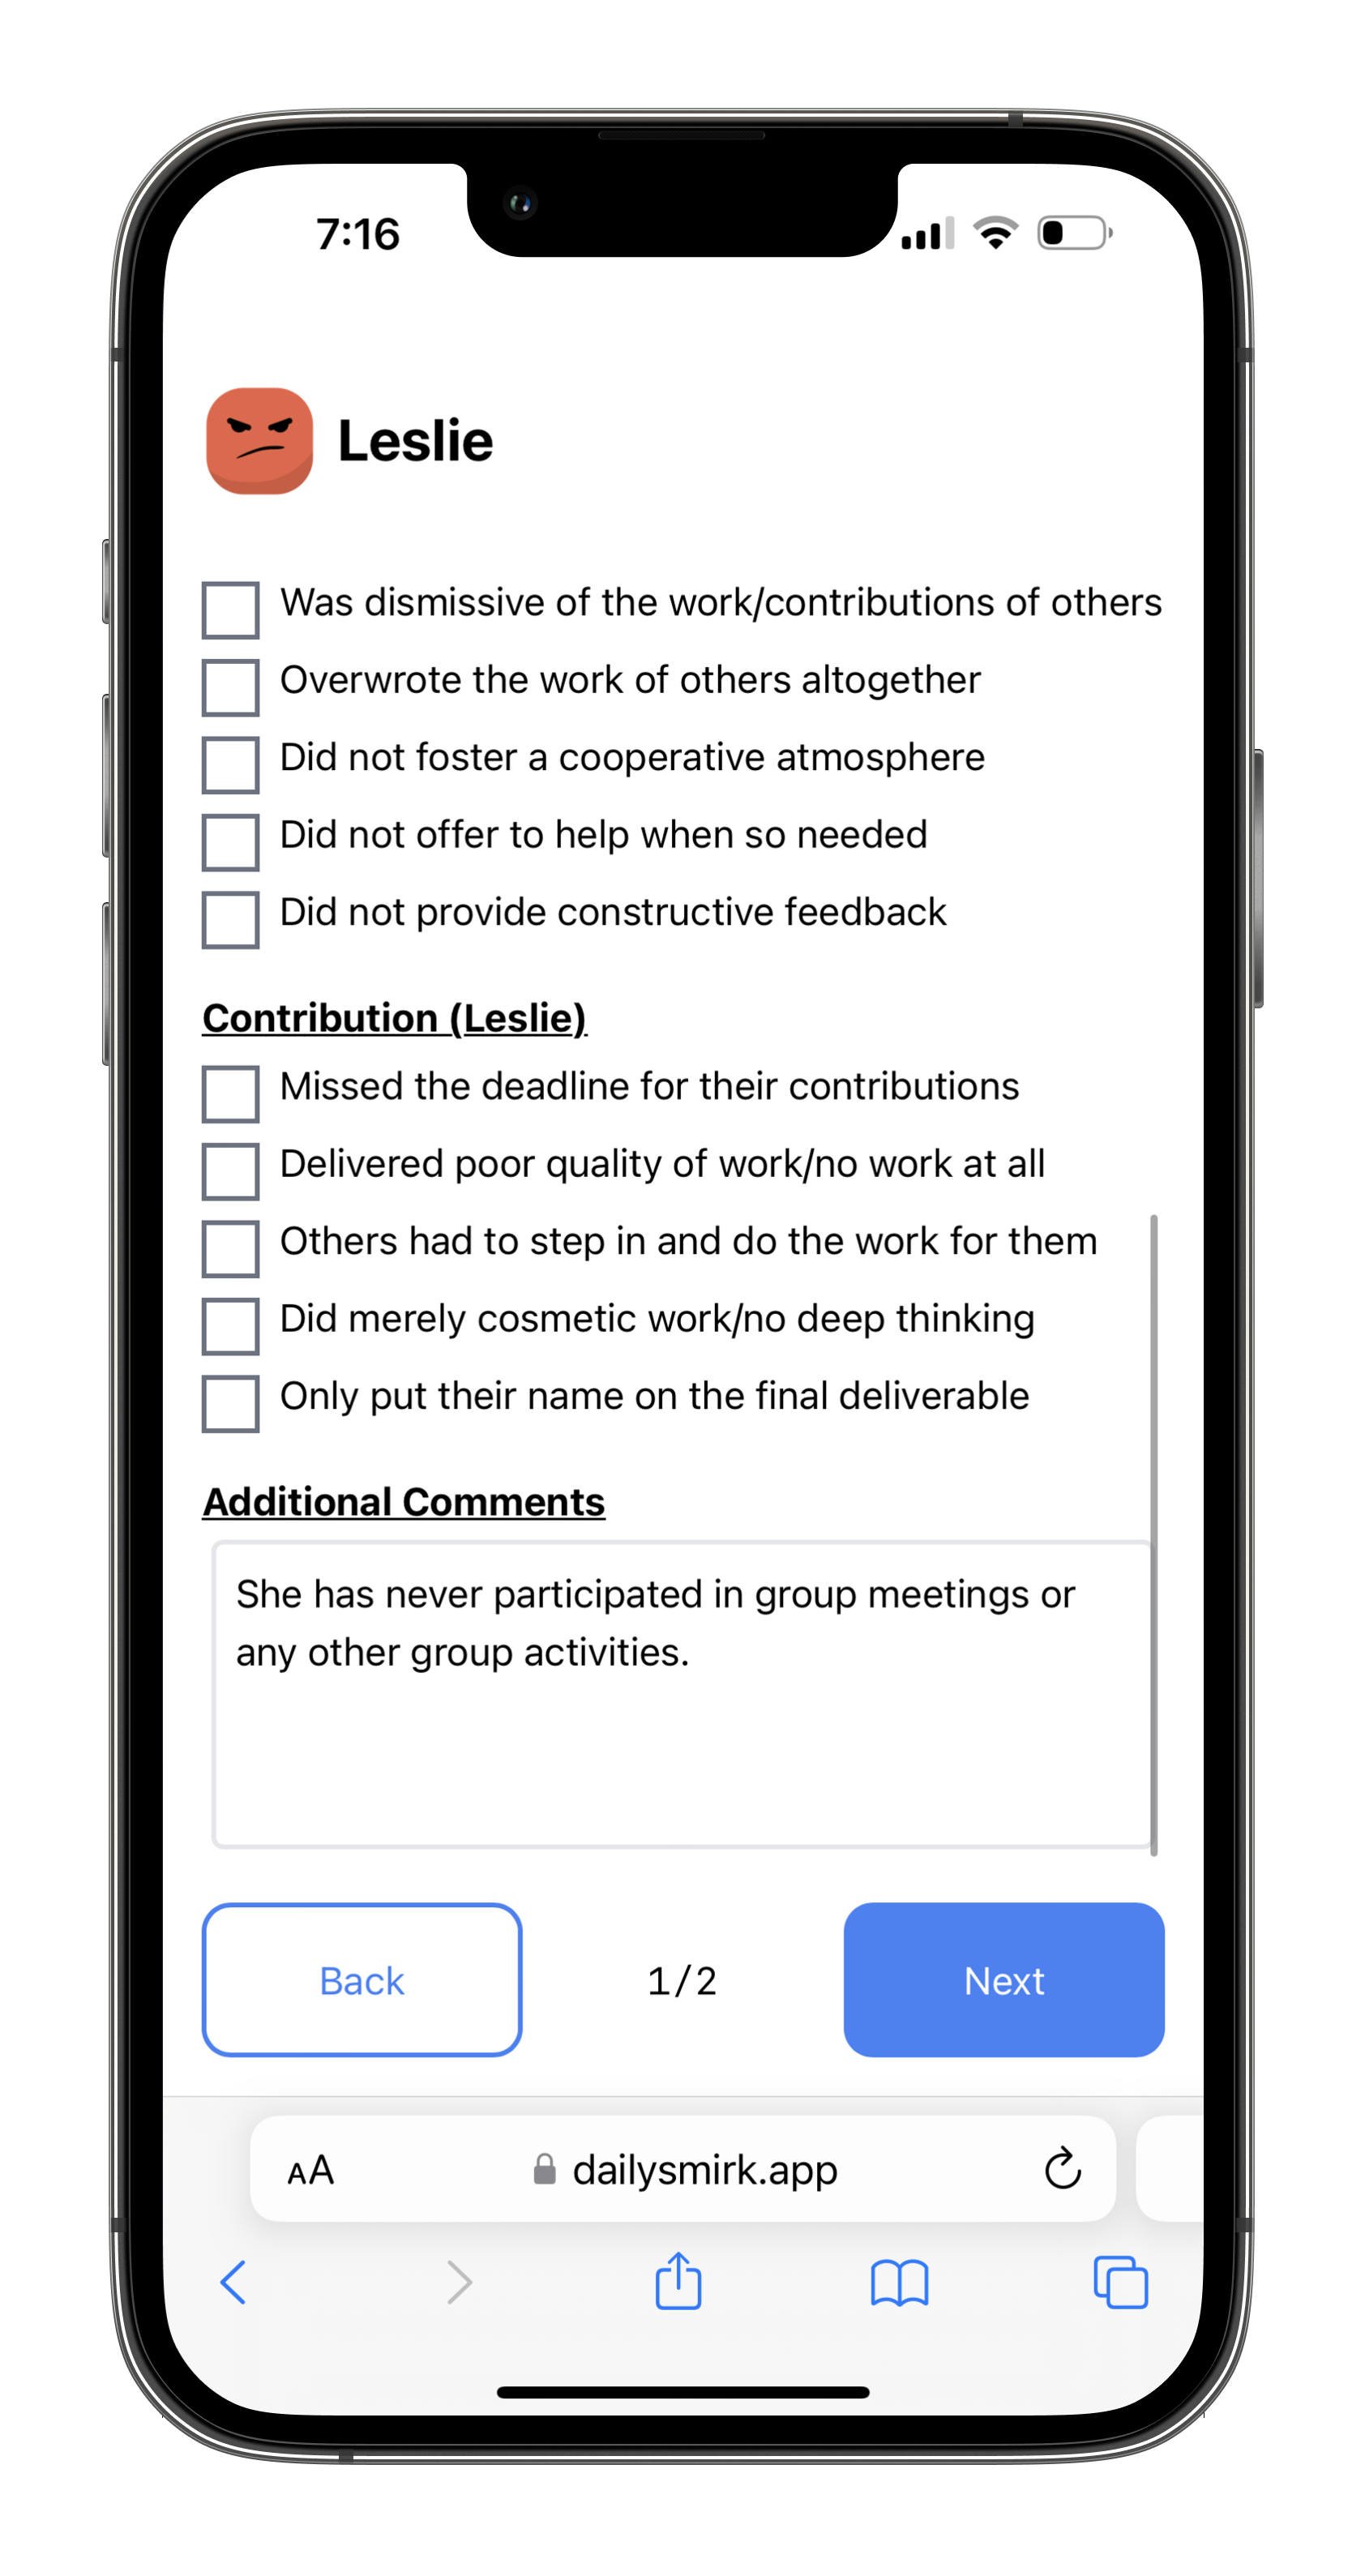 7:16
Leslie
Was dismissive of the work/contributions of others
Overwrote the work of others altogether
Did not foster a cooperative atmosphere
Did not offer to help when so needed
Did not provide constructive feedback
Contribution (Leslie)
Missed the deadline for their contributions
Delivered poor quality of work/no work at all
Others had to step in and do the work for them
Did merely cosmetic work/no deep thinking
Only put their name on the final deliverable
Additional Comments
She has never participated in group meetings or
any other group activities.
Back
1/2
Next
AA
dailysmirk.app